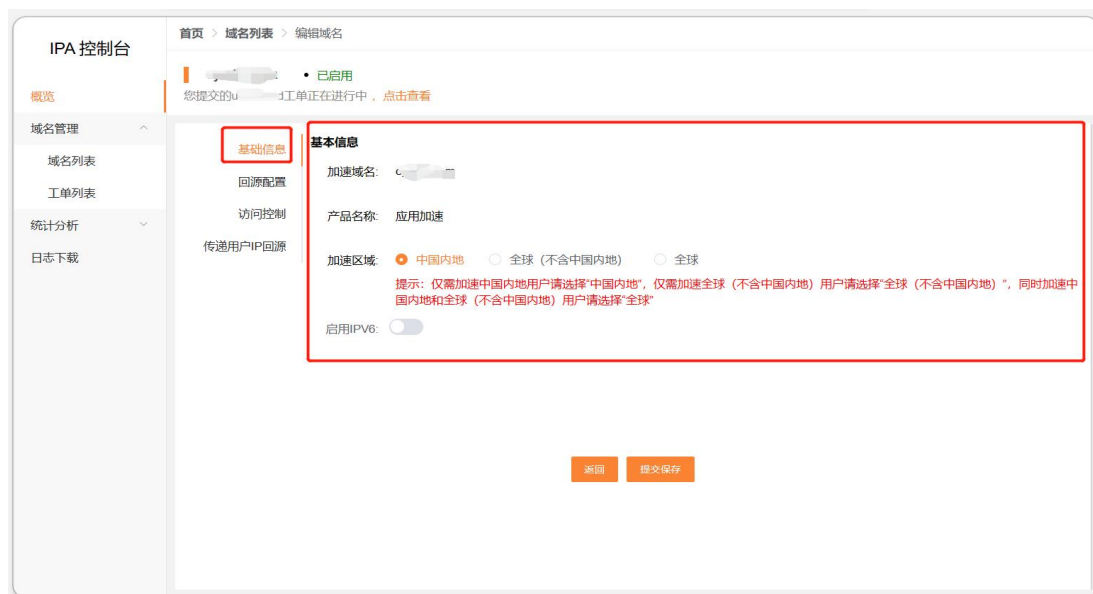 IPA 控制台
概览
域名管理
域名列表
工单列表
统计分析
日志下载
首页 > 域名列表 > 编辑域名
• 已启用
您提交的u d工单正在进行中，点击查看
基础信息
回源配置
访问控制
传递用户IP回源
基本信息
加速域名:
产品名称: 应用加速
加速区域: 中国内地 全球（不含中国内地） 全球
提示：仅需加速中国内地用户请选择“中国内地”，仅需加速全球（不含中国内地）用户请选择“全球（不含中国内地）”，同时加速中
国内地和全球（不含中国内地）用户请选择“全球”
启用IPV6:
返回 提交保存